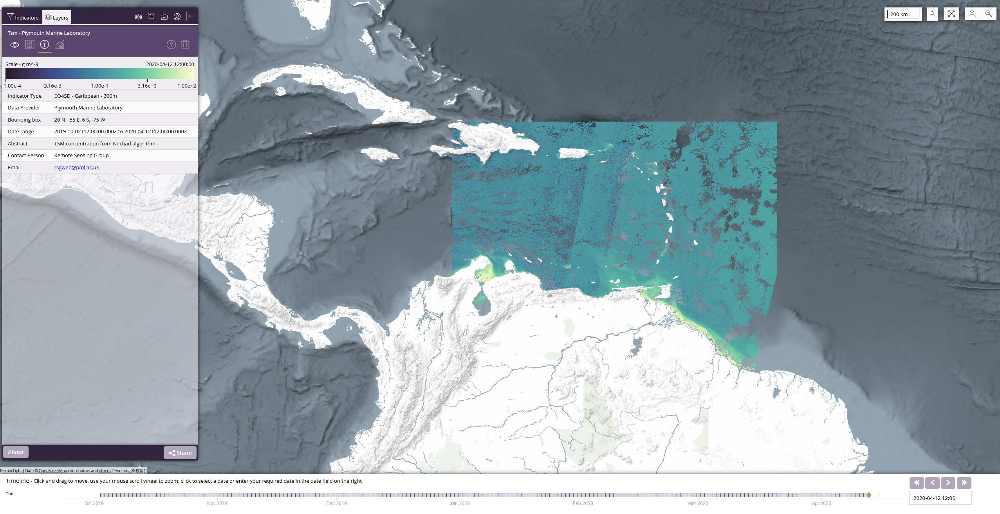 Indicators Layers
200 km
Tsm - Plymouth Marine Laboratory
Scale - g m^-3 2020-04-12 12:00:00
1.00e-4 3.16e-3 1.00e-1 3.16e+0 1.00e+2
Indicator Type EO4SD - Caribbean - 300m
Data Provider Plymouth Marine Laboratory
Bounding box 20 N, -55 E, 6 S, -75 W
Date range 2019-10-02T12:00:00.000Z to 2020-04-12T12:00:00.000Z
Abstract TSM concentration from Nechad algorithm
Contact Person Remote Sensing Group
Email rsgweb@pml.ac.uk
About Share
Terrain Light { Data © OpenStreetMap contributors and others, Rendering © EOX }
Timeline - Click and drag to move, use your mouse scroll wheel to zoom, click to select a date or enter your required date in the date field on the right
Tsm
Oct 2019 Nov 2019 Dec 2019 Jan 2020 Feb 2020 Mar 2020 Apr 2020
2020-04-12 12:00